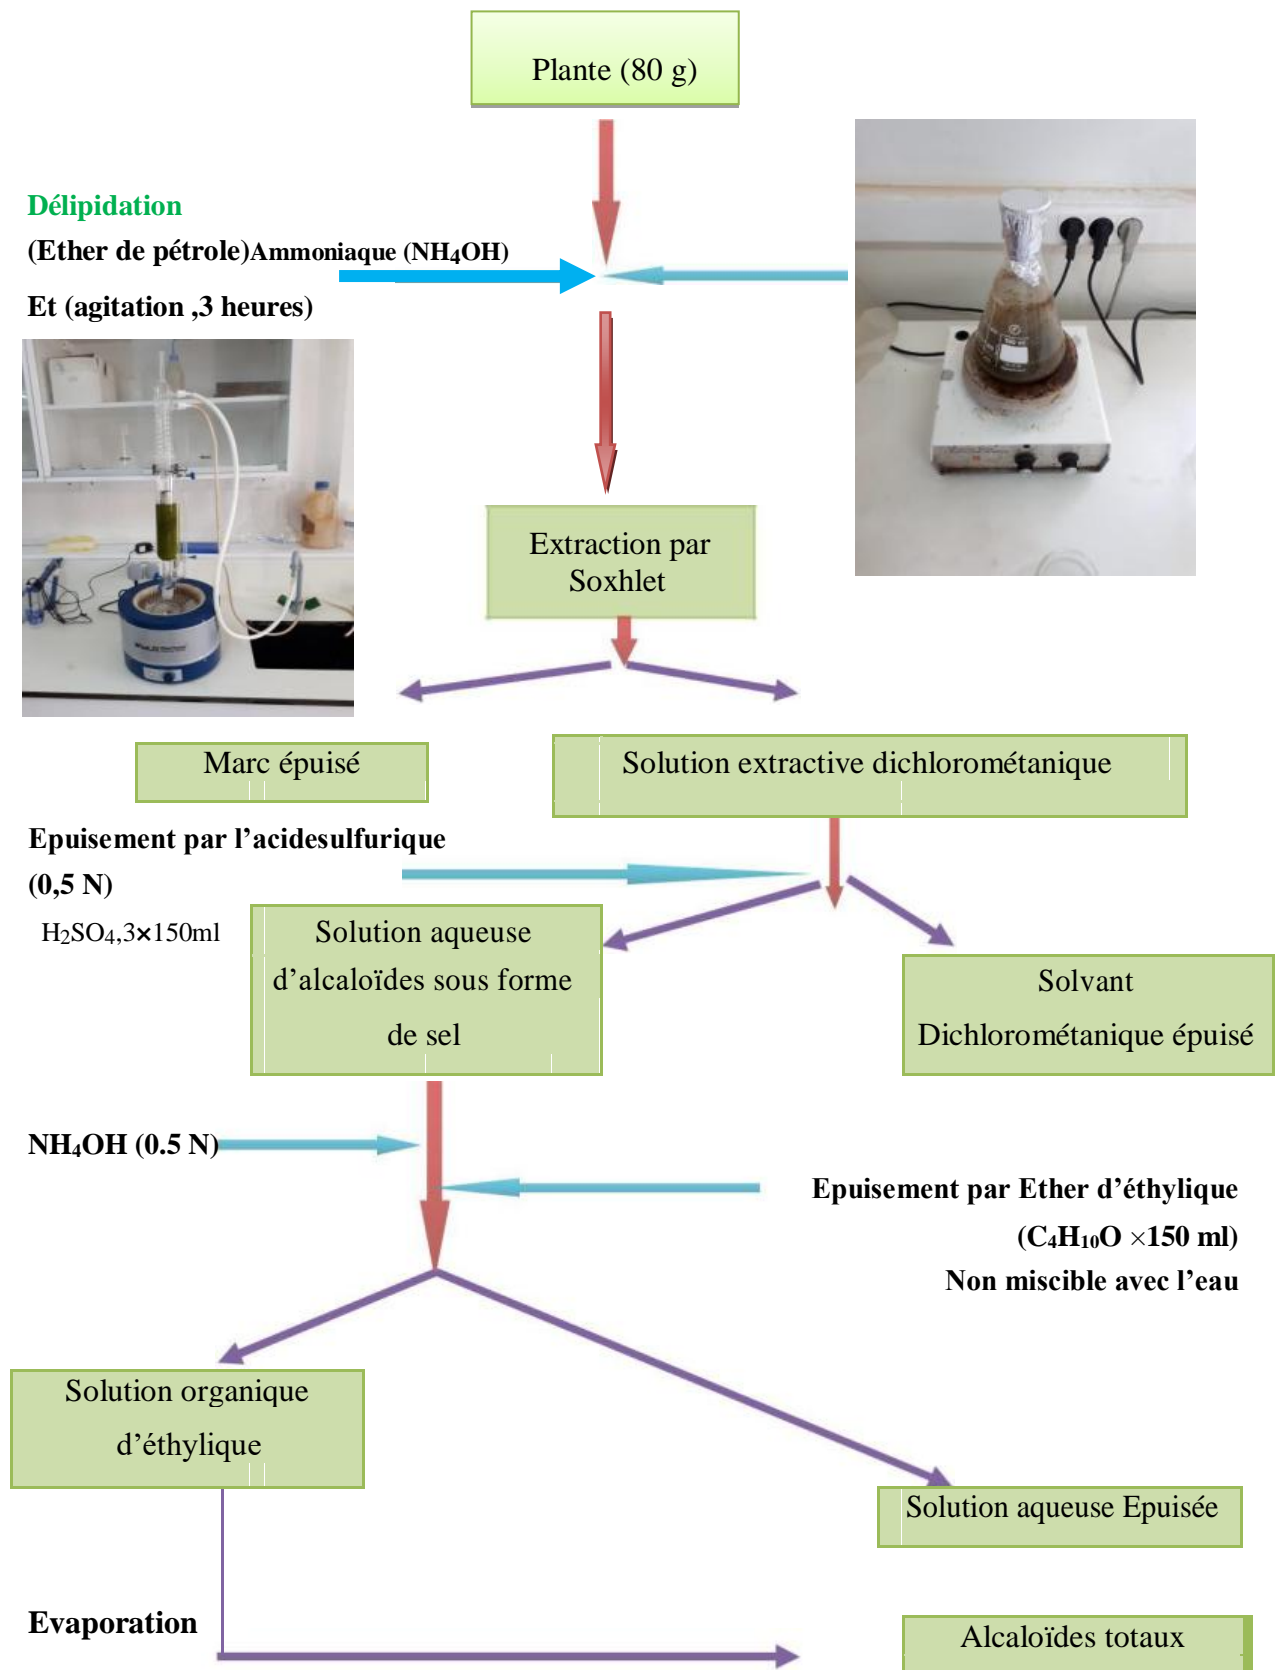 Plante (80 g)
Délipidation
(Ether de pétrole)Ammoniaque (NH₄OH)
Et (agitation ,3 heures)
Extraction par
Soxhlet
Marc épuisé
Solution extractive dichlorométanique
Epuisement par l’acidesulfurique
(0,5 N)
H₂SO₄,3×150ml
Solution aqueuse
d’alcaloïdes sous forme
de sel
Solvant
Dichlorométanique épuisé
NH₄OH (0.5 N)
Epuisement par Ether d’éthylique
(C₄H₁₀O ×150 ml)
Non miscible avec l’eau
Solution organique
d’éthylique
Solution aqueuse Epuisée
Evaporation
Alcaloïdes totaux